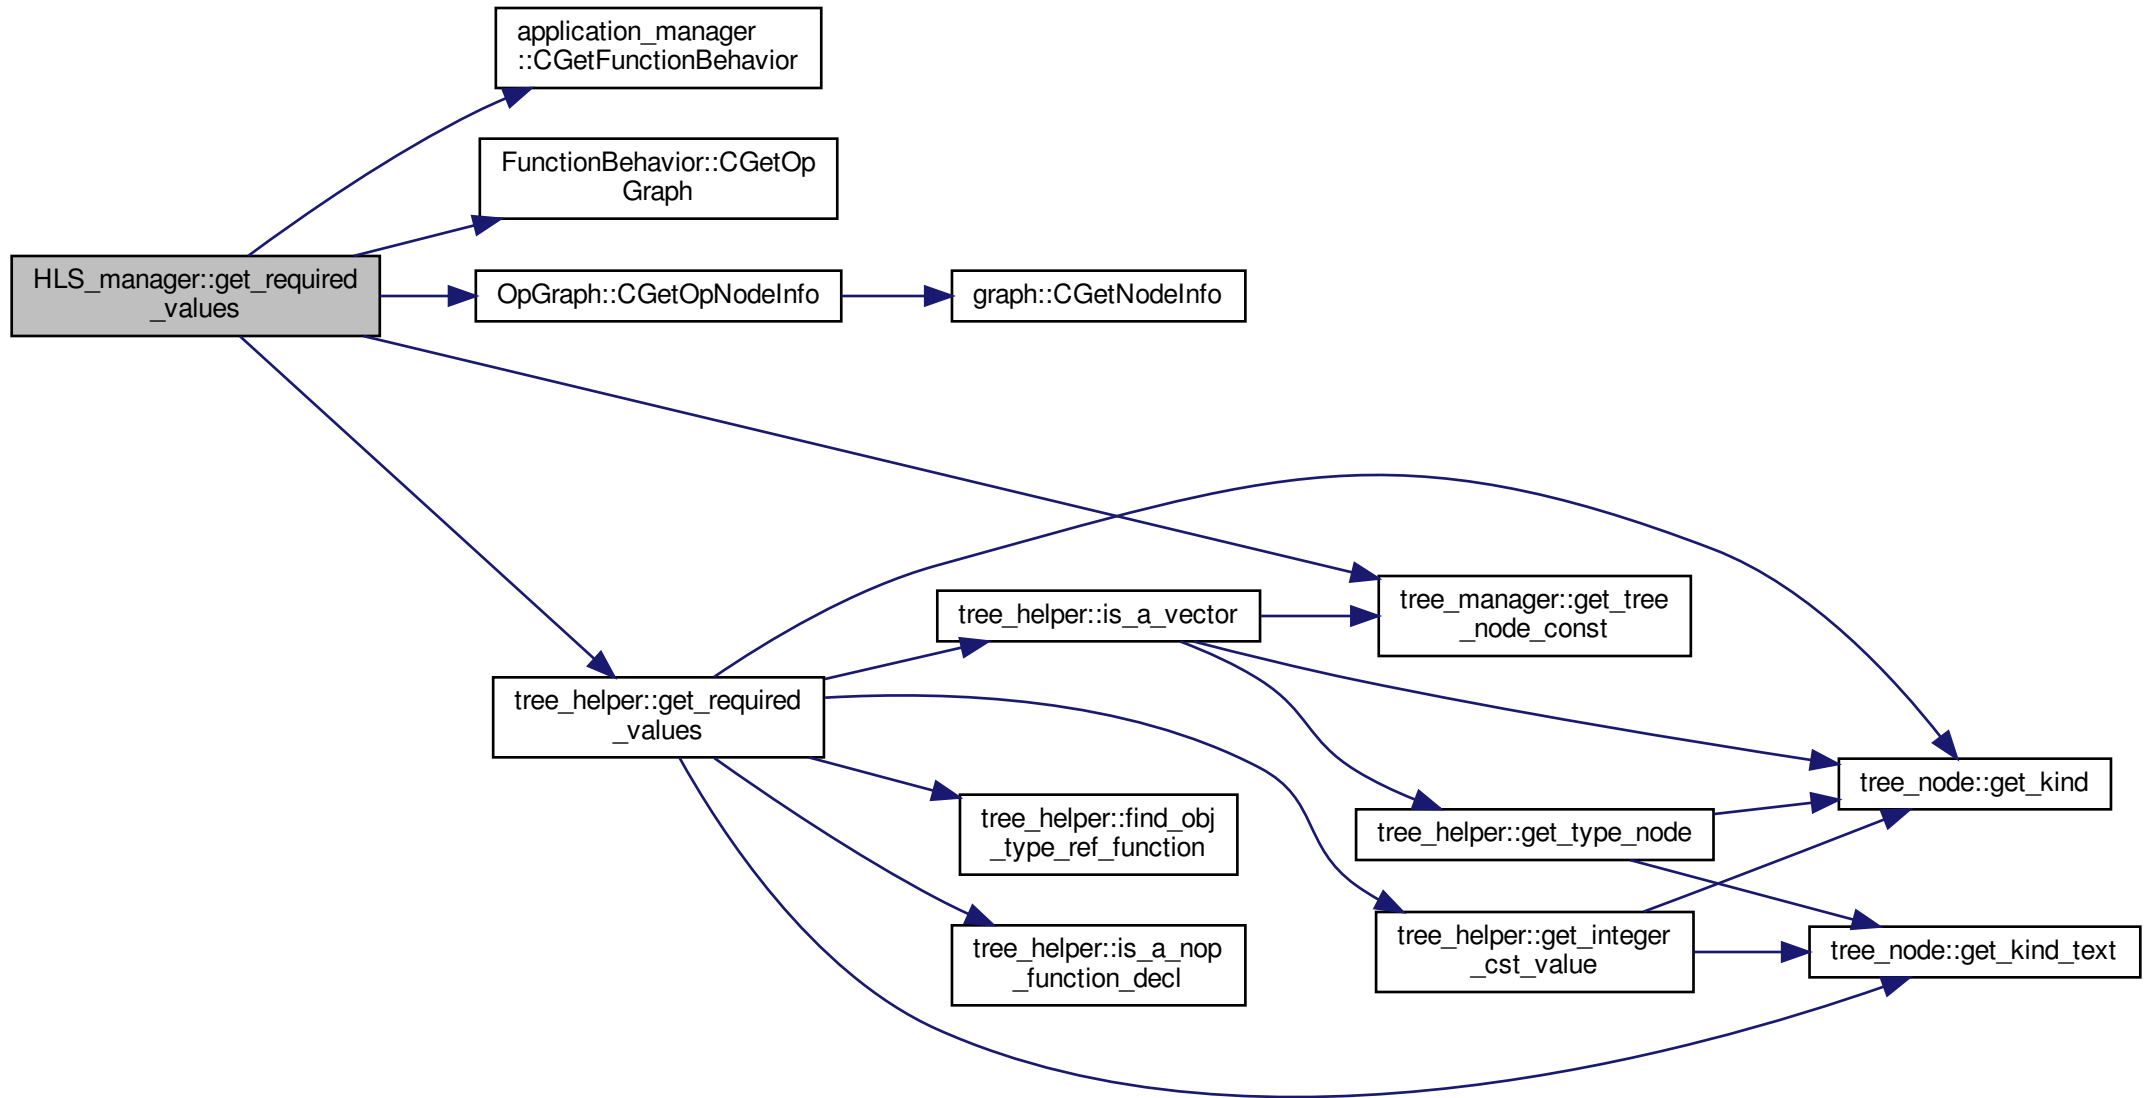 application_manager
::CGetFunctionBehavior
FunctionBehavior::CGetOp
Graph
HLS_manager::get_required
_values
OpGraph::CGetOpNodeInfo
graph::CGetNodeInfo
tree_manager::get_tree
_node_const
tree_helper::is_a_vector
tree_helper::get_required
_values
tree_node::get_kind
tree_helper::find_obj
_type_ref_function
tree_helper::get_type_node
tree_helper::is_a_nop
_function_decl
tree_helper::get_integer
_cst_value
tree_node::get_kind_text